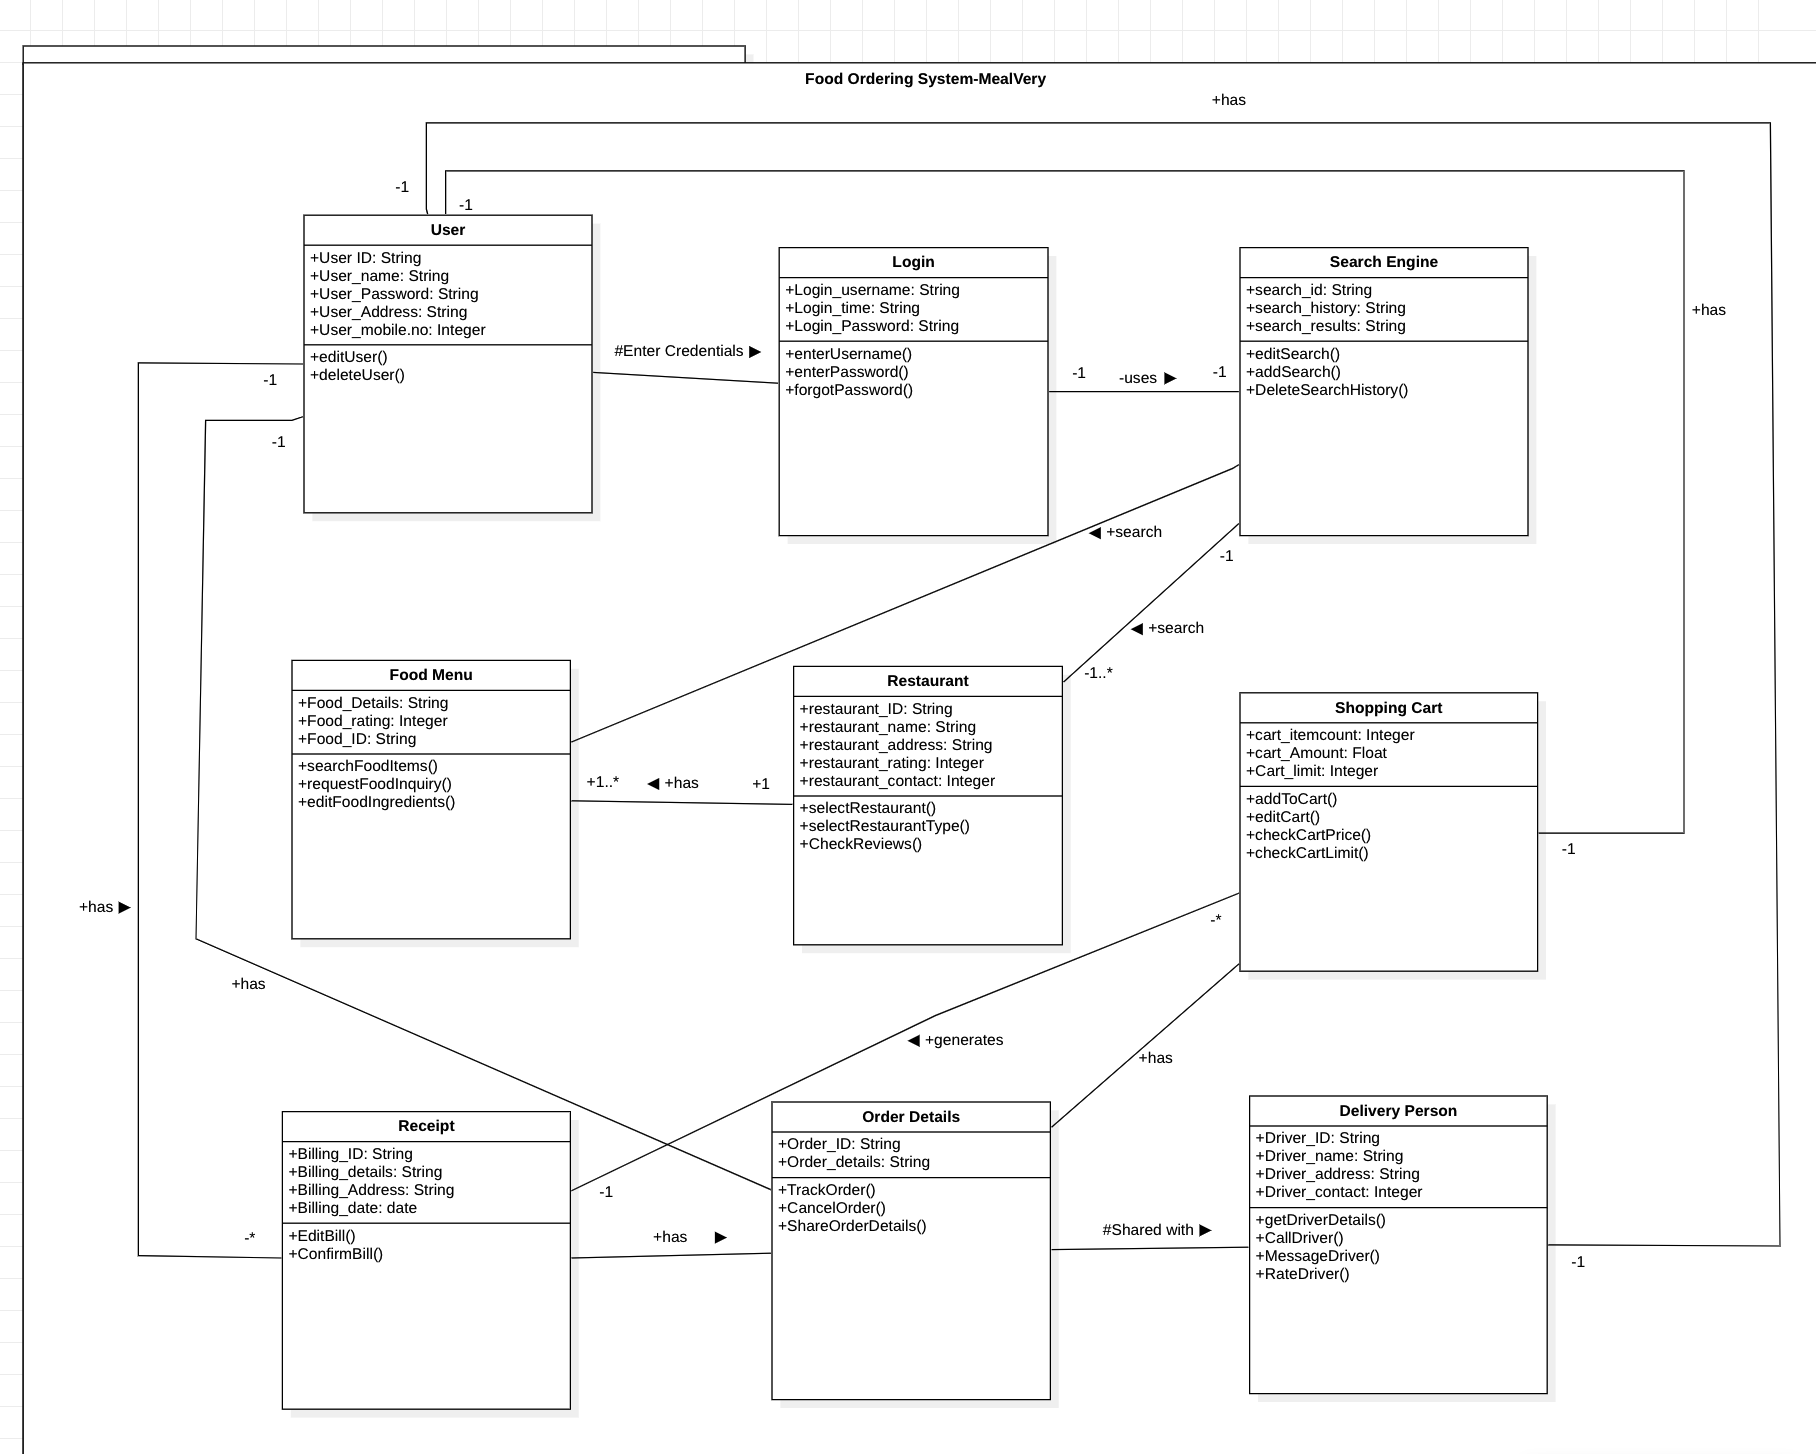 Food Ordering System-MealVery
+has
-1
-1
User
+User ID: String
+User_name: String
+User_Password: String
+User_Address: String
+User_mobile.no: Integer
+editUser()
+deleteUser()
-1
-1
#Enter Credentials ▶
Login
+Login_username: String
+Login_time: String
+Login_Password: String
+enterUsername()
+enterPassword()
+forgotPassword()
-1
-uses ▶
-1
Search Engine
+search_id: String
+search_history: String
+search_results: String
+editSearch()
+addSearch()
+DeleteSearchHistory()
+has
◀ +search
-1
◀ +search
-1..*
Food Menu
+Food_Details: String
+Food_rating: Integer
+Food_ID: String
+searchFoodItems()
+requestFoodInquiry()
+editFoodIngredients()
+1..*
◀ +has
+1
Restaurant
+restaurant_ID: String
+restaurant_name: String
+restaurant_address: String
+restaurant_rating: Integer
+restaurant_contact: Integer
+selectRestaurant()
+selectRestaurantType()
+CheckReviews()
Shopping Cart
+cart_itemcount: Integer
+cart_Amount: Float
+Cart_limit: Integer
+addToCart()
+editCart()
+checkCartPrice()
+checkCartLimit()
-1
-*
+has ▶
+has
◀ +generates
+has
Receipt
+Billing_ID: String
+Billing_details: String
+Billing_Address: String
+Billing_date: date
+EditBill()
+ConfirmBill()
-*
-1
+has ▶
Order Details
+Order_ID: String
+Order_details: String
+TrackOrder()
+CancelOrder()
+ShareOrderDetails()
#Shared with ▶
Delivery Person
+Driver_ID: String
+Driver_name: String
+Driver_address: String
+Driver_contact: Integer
+getDriverDetails()
+CallDriver()
+MessageDriver()
+RateDriver()
-1